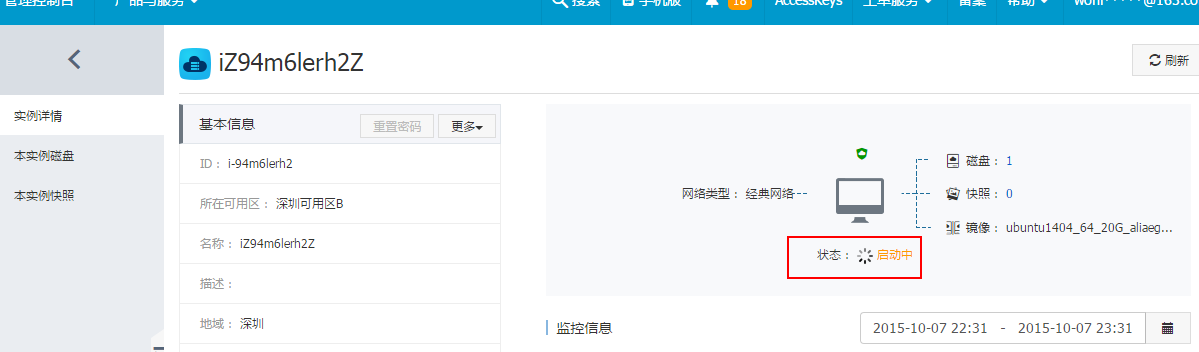 管理控制台 产品与服务 搜索 手机版 18 AccessKeys 工单服务 备案 帮助
iZ94m6lerh2Z
刷新
实例详情
本实例磁盘
本实例快照
基本信息 重置密码 更多
ID： i-94m6lerh2
所在可用区： 深圳可用区B
名称： iZ94m6lerh2Z
描述：
地域： 深圳
网络类型： 经典网络
磁盘： 1
快照： 0
镜像： ubuntu1404_64_20G_aliaeg...
状态： 启动中
监控信息 2015-10-07 22:31 - 2015-10-07 23:31